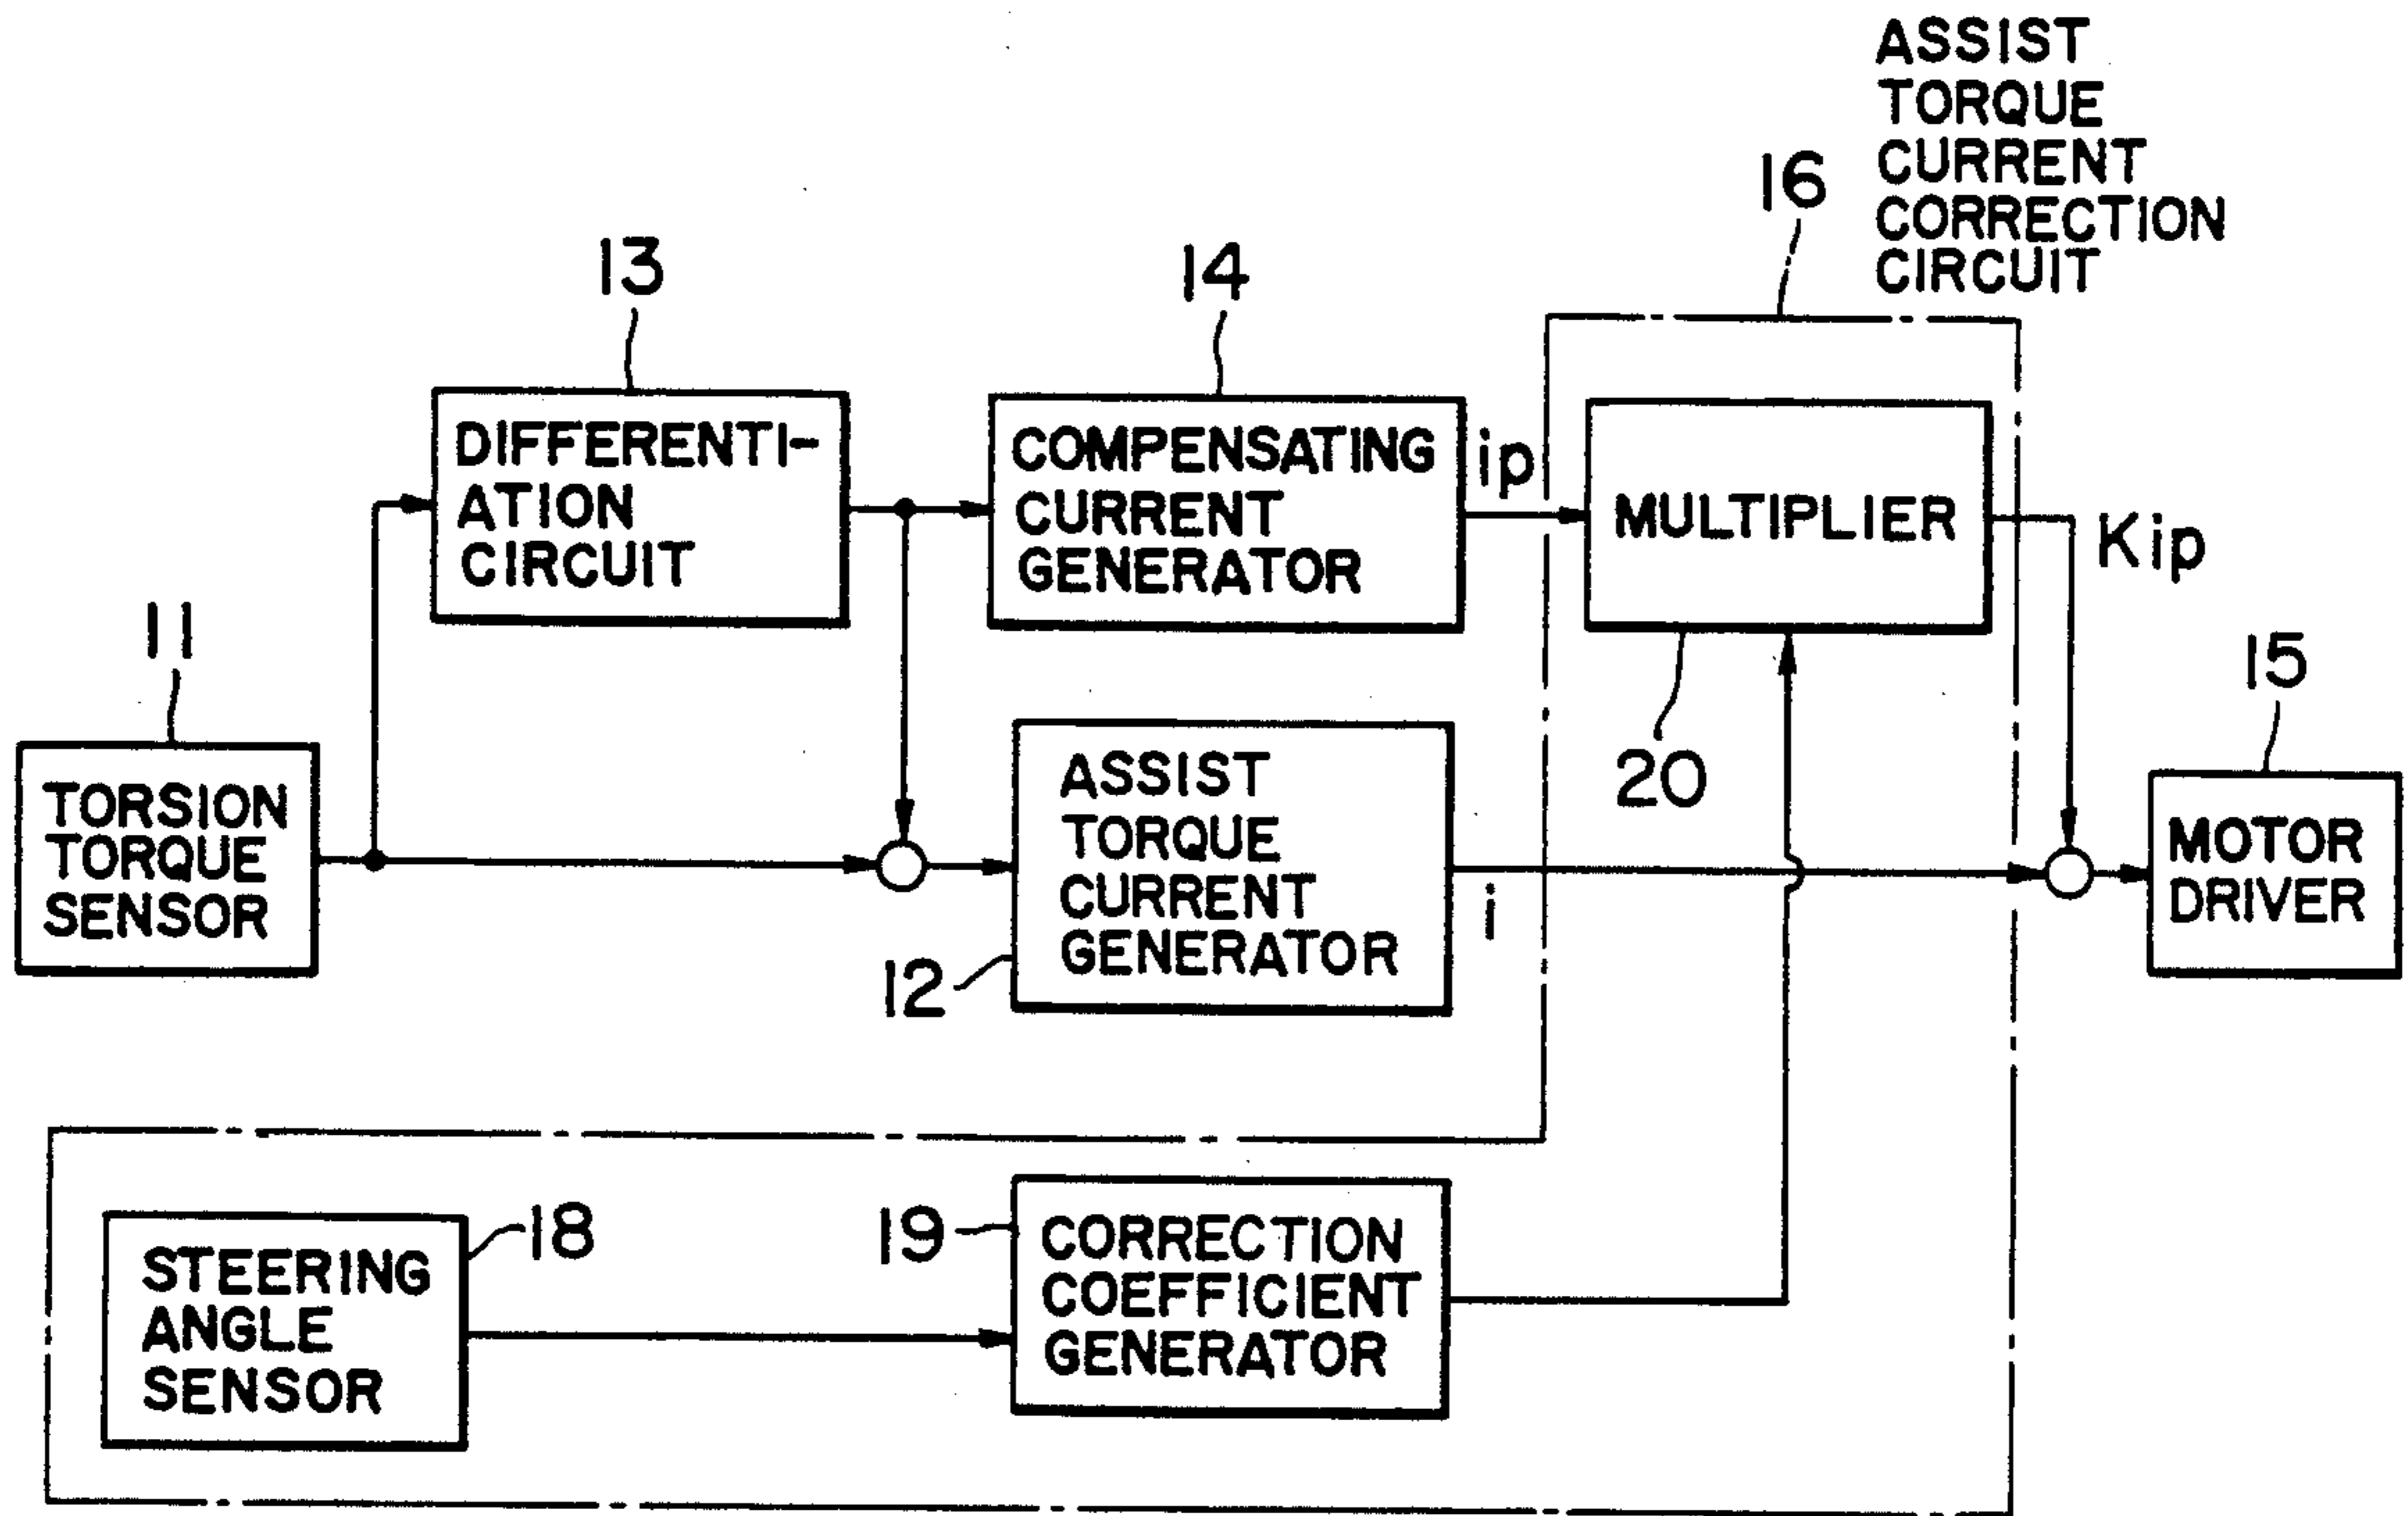 ASSIST
TORQUE
CURRENT
CORRECTION
CIRCUIT
16
13
14
DIFFERENTI-
ATION
CIRCUIT
COMPENSATING
CURRENT
GENERATOR
ip
MULTIPLIER
Kip
11
15
20
TORSION
TORQUE
SENSOR
ASSIST
TORQUE
CURRENT
GENERATOR
12
i
MOTOR
DRIVER
18
STEERING
ANGLE
SENSOR
19
CORRECTION
COEFFICIENT
GENERATOR